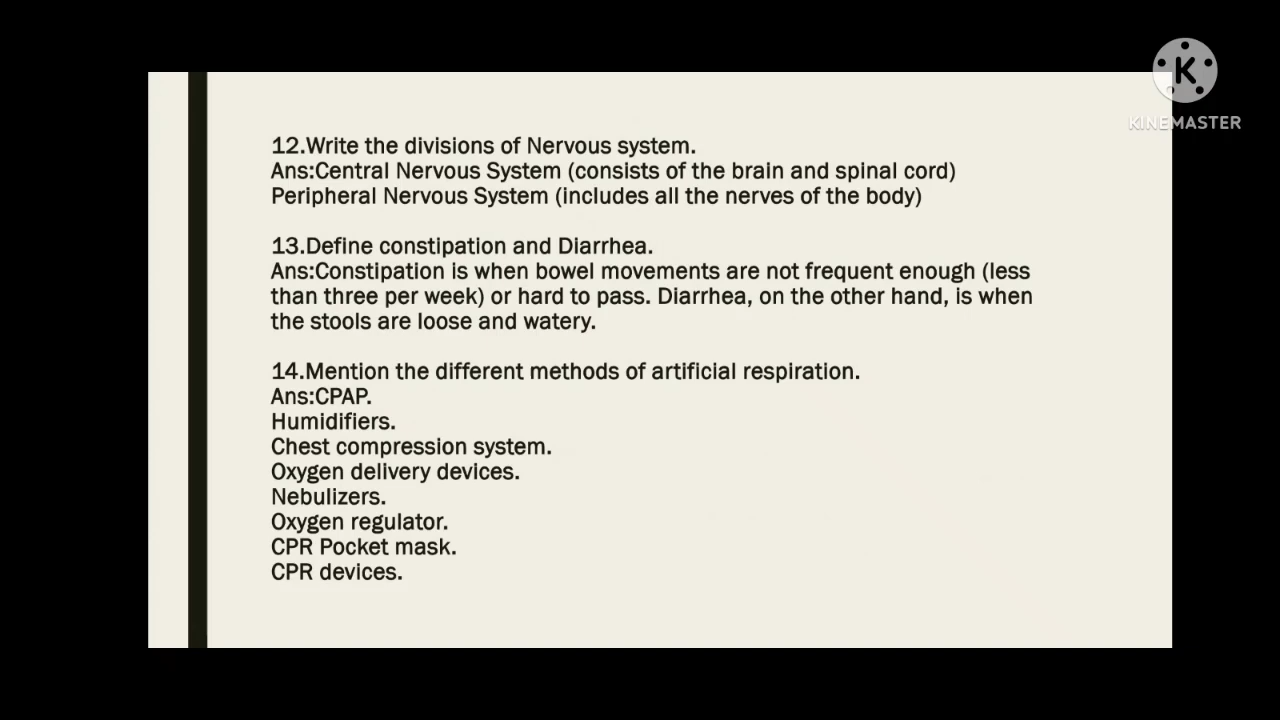 KINEMASTER
12.Write the divisions of Nervous system.
Ans:Central Nervous System (consists of the brain and spinal cord)
Peripheral Nervous System (includes all the nerves of the body)
13.Define constipation and Diarrhea.
Ans:Constipation is when bowel movements are not frequent enough (less
than three per week) or hard to pass. Diarrhea, on the other hand, is when
the stools are loose and watery.
14.Mention the different methods of artificial respiration.
Ans:CPAP.
Humidifiers.
Chest compression system.
Oxygen delivery devices.
Nebulizers.
Oxygen regulator.
CPR Pocket mask.
CPR devices.